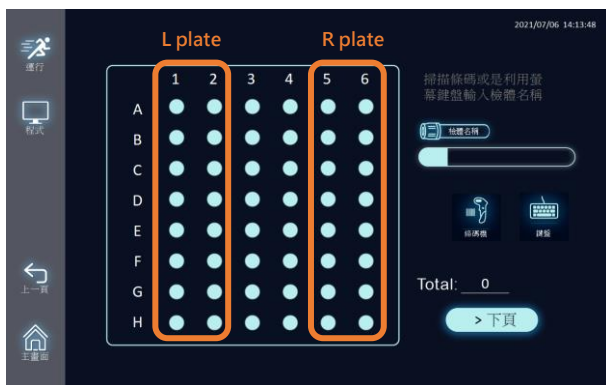 2021/07/06 14:13:48
L plate R plate
運行
1 2 3 4 5 6
掃描條碼或是利用螢
幕鍵盤輸入檢體名稱
A
程式
檢體名稱
B
C
D
E
條碼機 鍵盤
F
上一頁
G
Total: 0
H
> 下頁
主畫面